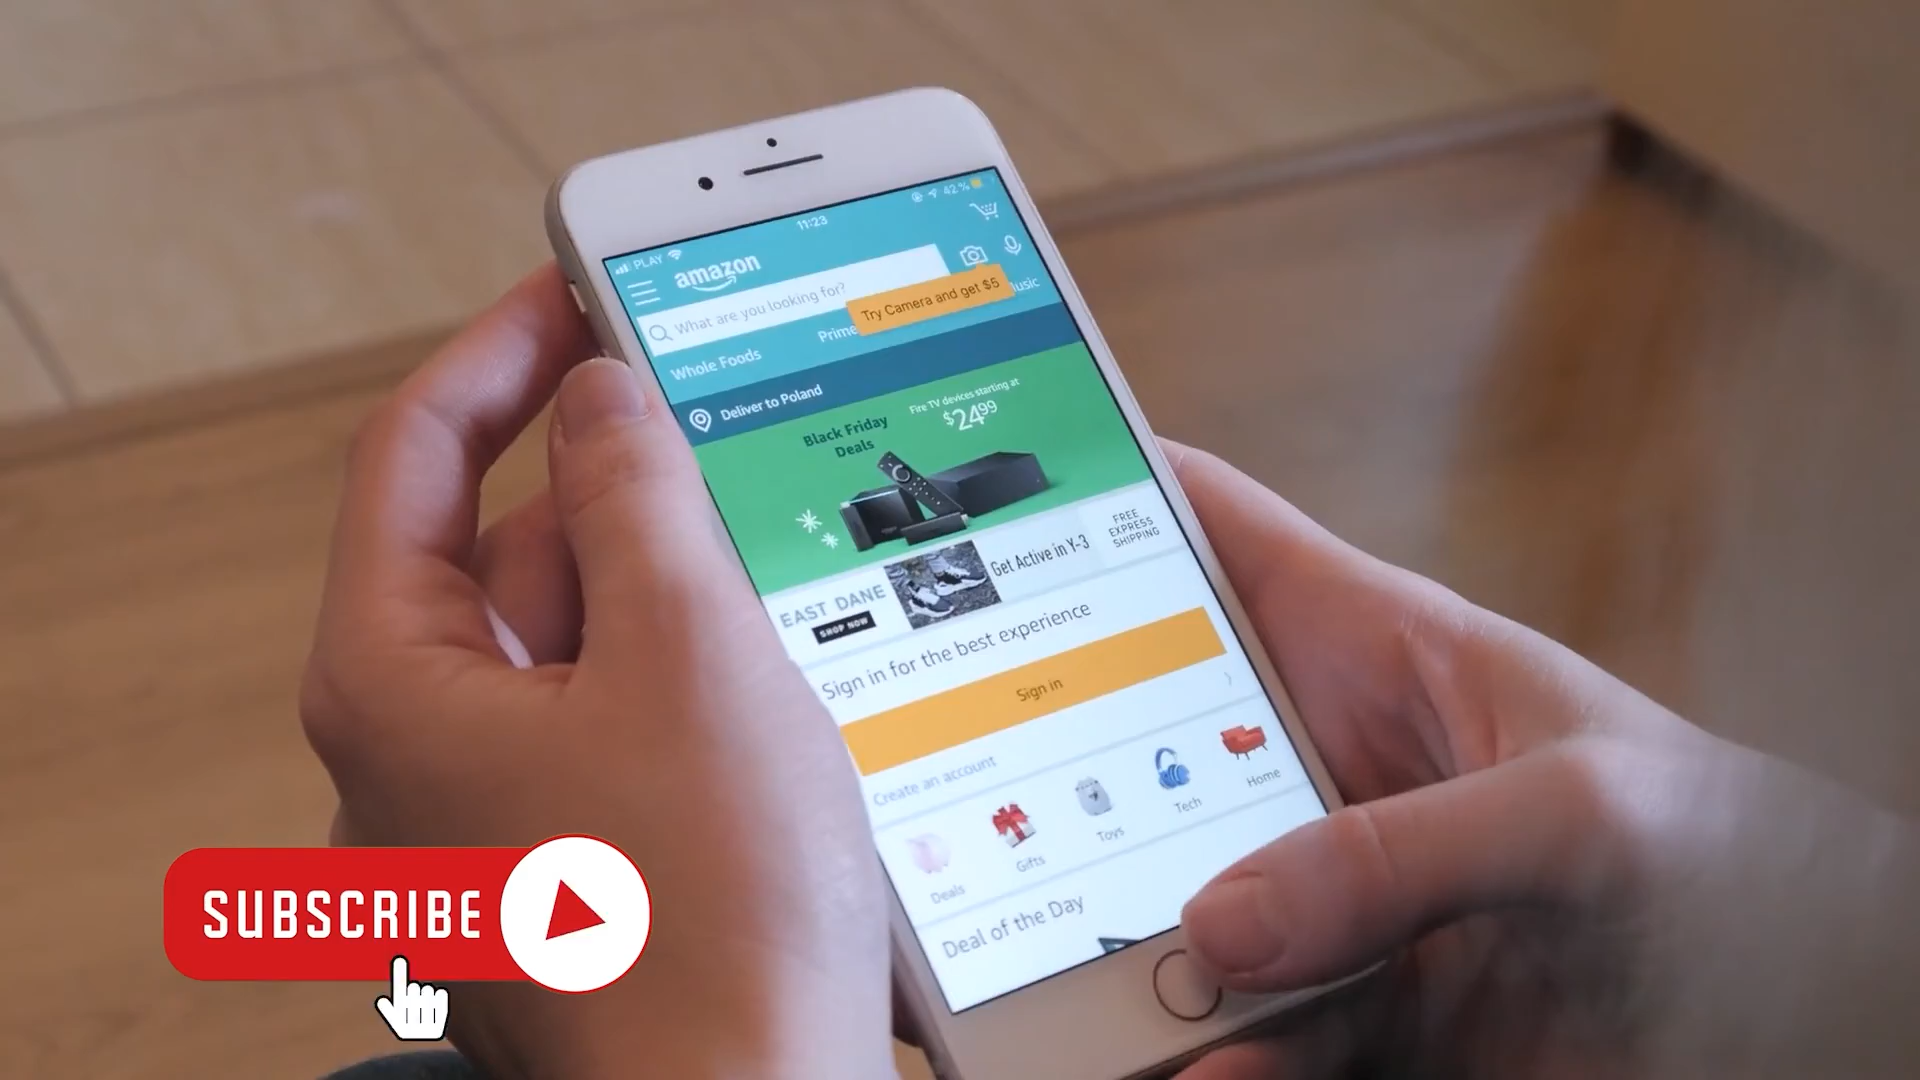 PLAY
11:23
42%
amazon
What are you looking for?
Try Camera and get $5
Whole Foods
Prime
Music
Deliver to Poland
Black Friday
Deals
Fire TV devices starting at
$24.99
EAST DANE
SHOP NOW
Get Active in Y-3
FREE
EXPRESS
SHIPPING
Sign in for the best experience
Sign in
Create an account
Deals
Gifts
Toys
Tech
Home
Deal of the Day
SUBSCRIBE